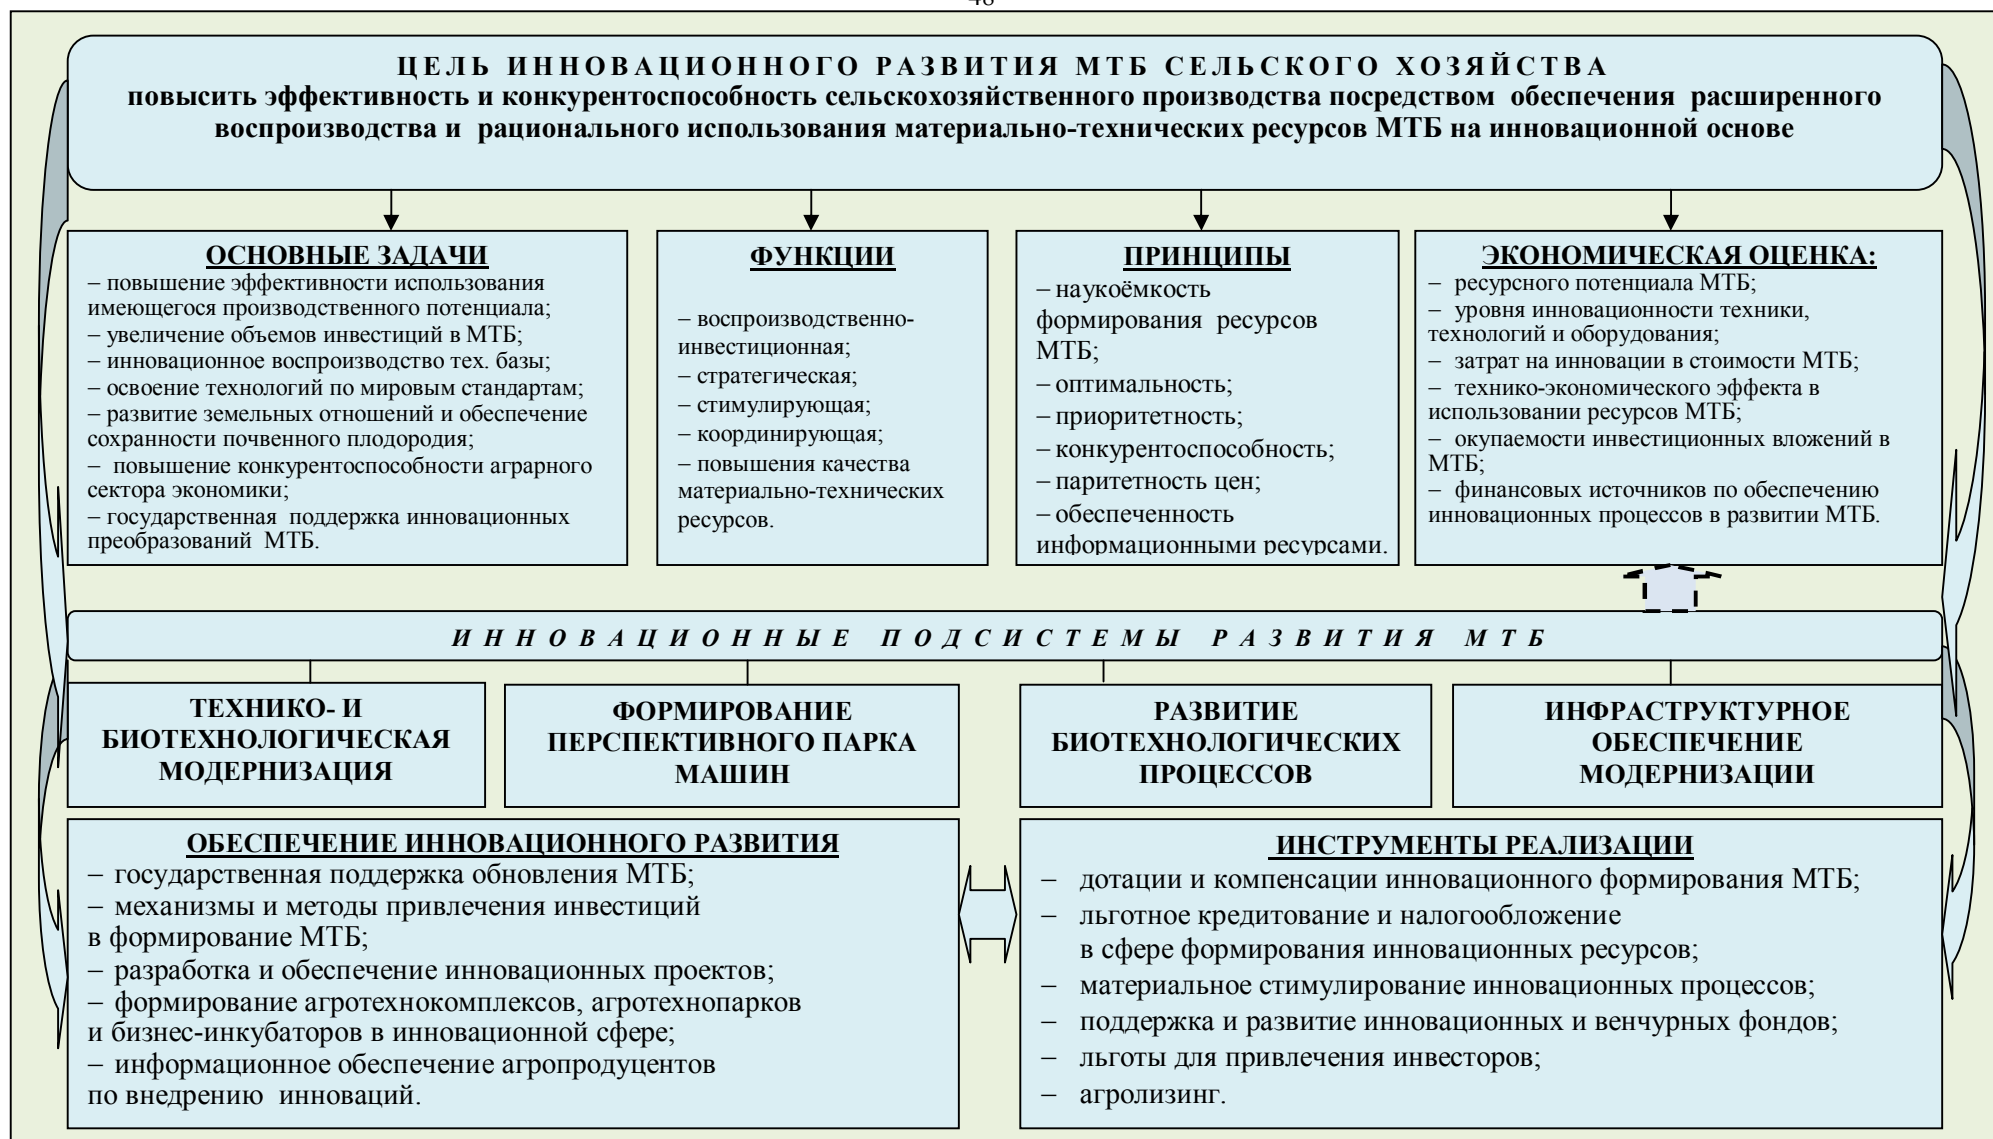 48
ЦЕЛЬ ИННОВАЦИОННОГО РАЗВИТИЯ МТБ СЕЛЬСКОГО ХОЗЯЙСТВА
повысить эффективность и конкурентоспособность сельскохозяйственного производства посредством обеспечения расширенного
воспроизводства и рационального использования материально-технических ресурсов МТБ на инновационной основе
ОСНОВНЫЕ ЗАДАЧИ
– повышение эффективности использования
имеющегося производственного потенциала;
– увеличение объемов инвестиций в МТБ;
– инновационное воспроизводство тех. базы;
– освоение технологий по мировым стандартам;
– развитие земельных отношений и обеспечение
сохранности почвенного плодородия;
– повышение конкурентоспособности аграрного
сектора экономики;
– государственная поддержка инновационных
преобразований МТБ.
ФУНКЦИИ
– воспроизводственно-
инвестиционная;
– стратегическая;
– стимулирующая;
– координирующая;
– повышения качества
материально-технических
ресурсов.
ПРИНЦИПЫ
– наукоёмкость
формирования ресурсов
МТБ;
– оптимальность;
– приоритетность;
– конкурентоспособность;
– паритетность цен;
– обеспеченность
информационными ресурсами.
ЭКОНОМИЧЕСКАЯ ОЦЕНКА:
– ресурсного потенциала МТБ;
– уровня инновационности техники,
технологий и оборудования;
– затрат на инновации в стоимости МТБ;
– технико-экономического эффекта в
использовании ресурсов МТБ;
– окупаемости инвестиционных вложений в
МТБ;
– финансовых источников по обеспечению
инновационных процессов в развитии МТБ.
ИННОВАЦИОННЫЕ ПОДСИСТЕМЫ РАЗВИТИЯ МТБ
ТЕХНИКО- И
БИОТЕХНОЛОГИЧЕСКАЯ
МОДЕРНИЗАЦИЯ
ФОРМИРОВАНИЕ
ПЕРСПЕКТИВНОГО ПАРКА
МАШИН
РАЗВИТИЕ
БИОТЕХНОЛОГИЧЕСКИХ
ПРОЦЕССОВ
ИНФРАСТРУКТУРНОЕ
ОБЕСПЕЧЕНИЕ
МОДЕРНИЗАЦИИ
ОБЕСПЕЧЕНИЕ ИННОВАЦИОННОГО РАЗВИТИЯ
– государственная поддержка обновления МТБ;
– механизмы и методы привлечения инвестиций
в формирование МТБ;
– разработка и обеспечение инновационных проектов;
– формирование агротехнокомплексов, агротехнопарков
и бизнес-инкубаторов в инновационной сфере;
– информационное обеспечение агропродуцентов
по внедрению инноваций.
ИНСТРУМЕНТЫ РЕАЛИЗАЦИИ
– дотации и компенсации инновационного формирования МТБ;
– льготное кредитование и налогообложение
в сфере формирования инновационных ресурсов;
– материальное стимулирование инновационных процессов;
– поддержка и развитие инновационных и венчурных фондов;
– льготы для привлечения инвесторов;
– агролизинг.